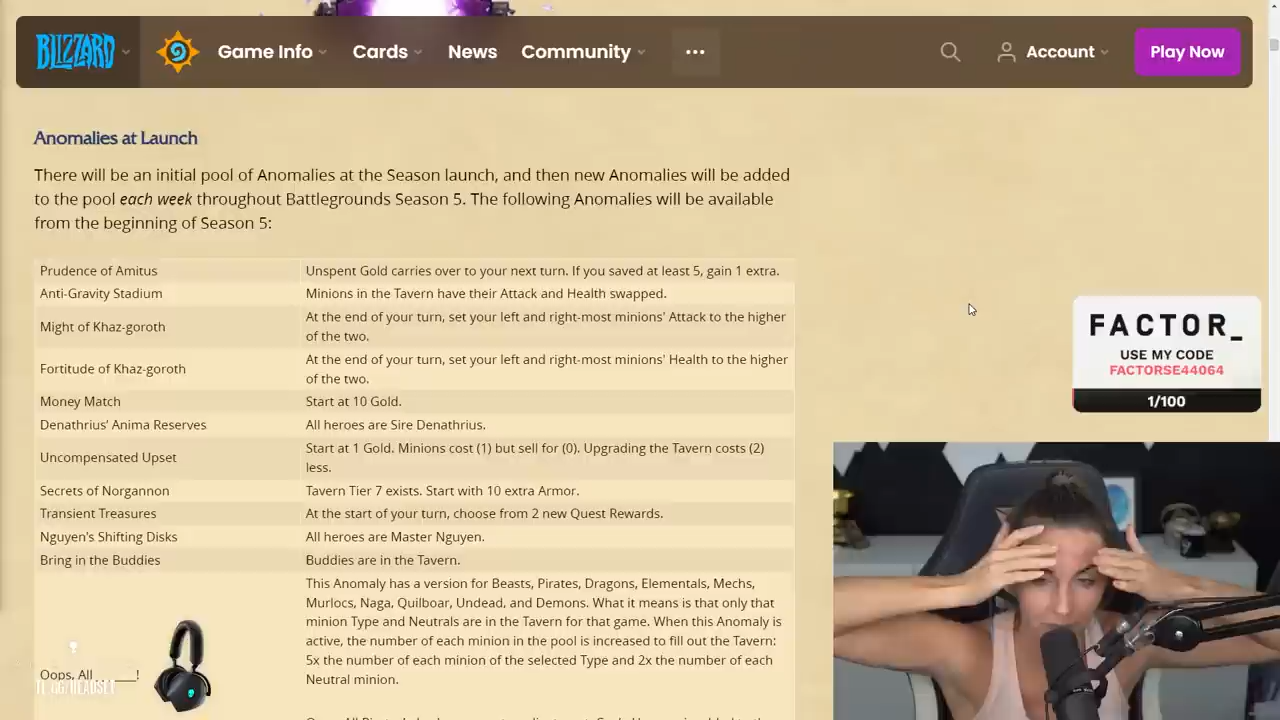 BLIZZARD
Game Info
Cards
News
Community
Account
Play Now
Anomalies at Launch
There will be an initial pool of Anomalies at the Season launch, and then new Anomalies will be added
to the pool each week throughout Battlegrounds Season 5. The following Anomalies will be available
from the beginning of Season 5:
Prudence of Amitus
Unspent Gold carries over to your next turn. If you saved at least 5, gain 1 extra.
Anti-Gravity Stadium
Minions in the Tavern have their Attack and Health swapped.
Might of Khaz-goroth
At the end of your turn, set your left and right-most minions' Attack to the higher
of the two.
Fortitude of Khaz-goroth
At the end of your turn, set your left and right-most minions' Health to the higher
of the two.
Money Match
Start at 10 Gold.
Denathrius' Anima Reserves
All heroes are Sire Denathrius.
Uncompensated Upset
Start at 1 Gold. Minions cost (1) but sell for (0). Upgrading the Tavern costs (2)
less.
Secrets of Norgannon
Tavern Tier 7 exists. Start with 10 extra Armor.
Transient Treasures
At the start of your turn, choose from 2 new Quest Rewards.
Nguyen's Shifting Disks
All heroes are Master Nguyen.
Bring in the Buddies
Buddies are in the Tavern.
Oops, All ______!
This Anomaly has a version for Beasts, Pirates, Dragons, Elementals, Mechs,
Murlocs, Naga, Quilboar, Undead, and Demons. What it means is that only that
minion Type and Neutrals are in the Tavern for that game. When this Anomaly is
active, the number of each minion in the pool is increased to fill out the Tavern:
5x the number of each minion of the selected Type and 2x the number of each
Neutral minion.
FACTOR_
USE MY CODE
FACTORSE44064
1/100